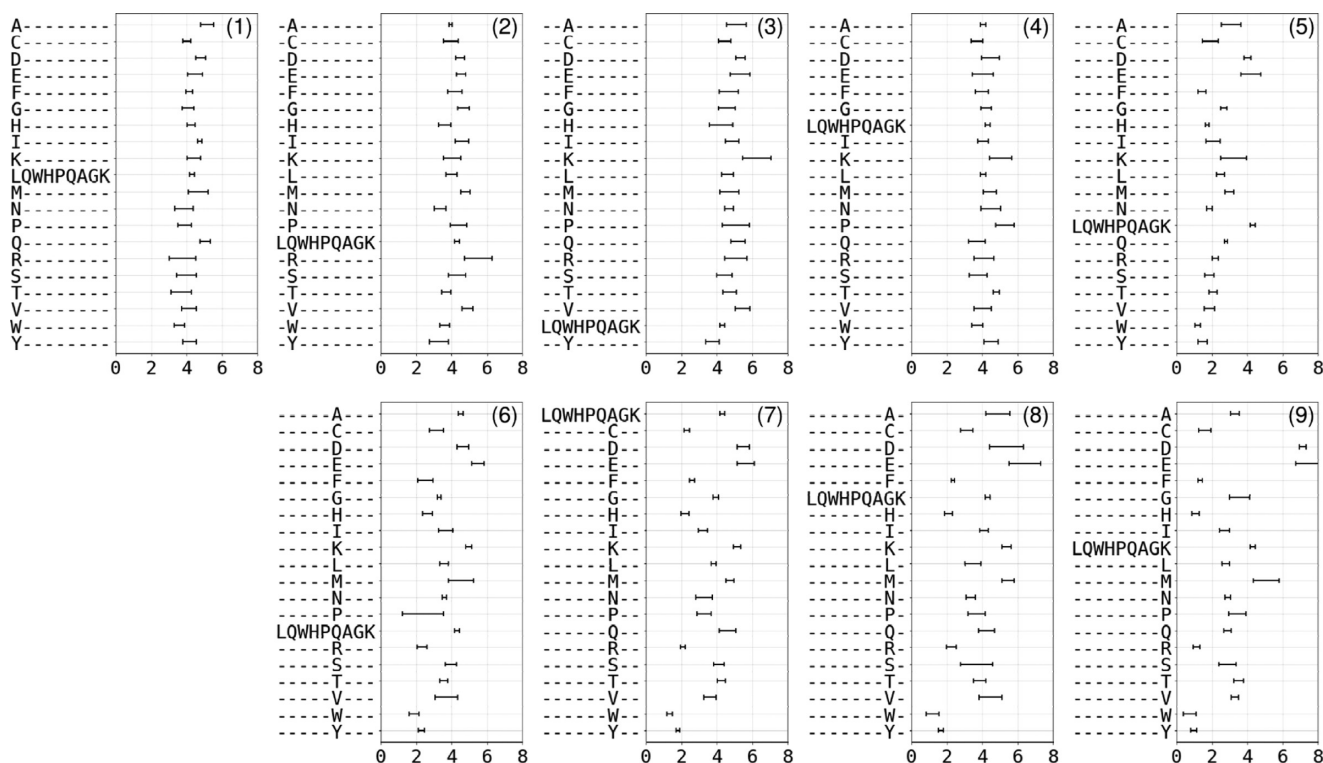 (1)
A--------
C--------
D--------
E--------
F--------
G--------
H--------
I--------
K--------
LQWHPQAGK
M--------
N--------
P--------
Q--------
R--------
S--------
T--------
V--------
W--------
Y--------
0 2 4 6 8
(2)
-A-------
-C-------
-D-------
-E-------
-F-------
-G-------
-H-------
-I-------
-K-------
-L-------
-M-------
-N-------
-P-------
LQWHPQAGK
-R-------
-S-------
-T-------
-V-------
-W-------
-Y-------
0 2 4 6 8
(3)
--A------
--C------
--D------
--E------
--F------
--G------
--H------
--I------
--K------
--L------
--M------
--N------
--P------
--Q------
--R------
--S------
--T------
--V------
LQWHPQAGK
--Y------
0 2 4 6 8
(4)
---A-----
---C-----
---D-----
---E-----
---F-----
---G-----
LQWHPQAGK
---I-----
---K-----
---L-----
---M-----
---N-----
---P-----
---Q-----
---R-----
---S-----
---T-----
---V-----
---W-----
---Y-----
0 2 4 6 8
(5)
----A----
----C----
----D----
----E----
----F----
----G----
----H----
----I----
----K----
----L----
----M----
----N----
LQWHPQAGK
----Q----
----R----
----S----
----T----
----V----
----W----
----Y----
0 2 4 6 8
(6)
-----A---
-----C---
-----D---
-----E---
-----F---
-----G---
-----H---
-----I---
-----K---
-----L---
-----M---
-----N---
-----P---
LQWHPQAGK
-----R---
-----S---
-----T---
-----V---
-----W---
-----Y---
0 2 4 6 8
(7)
LQWHPQAGK
------C--
------D--
------E--
------F--
------G--
------H--
------I--
------K--
------L--
------M--
------N--
------P--
------Q--
------R--
------S--
------T--
------V--
------W--
------Y--
0 2 4 6 8
(8)
-------A-
-------C-
-------D-
-------E-
-------F-
LQWHPQAGK
-------H-
-------I-
-------K-
-------L-
-------M-
-------N-
-------P-
-------Q-
-------R-
-------S-
-------T-
-------V-
-------W-
-------Y-
0 2 4 6 8
(9)
--------A
--------C
--------D
--------E
--------F
--------G
--------H
--------I
LQWHPQAGK
--------L
--------M
--------N
--------P
--------Q
--------R
--------S
--------T
--------V
--------W
--------Y
0 2 4 6 8